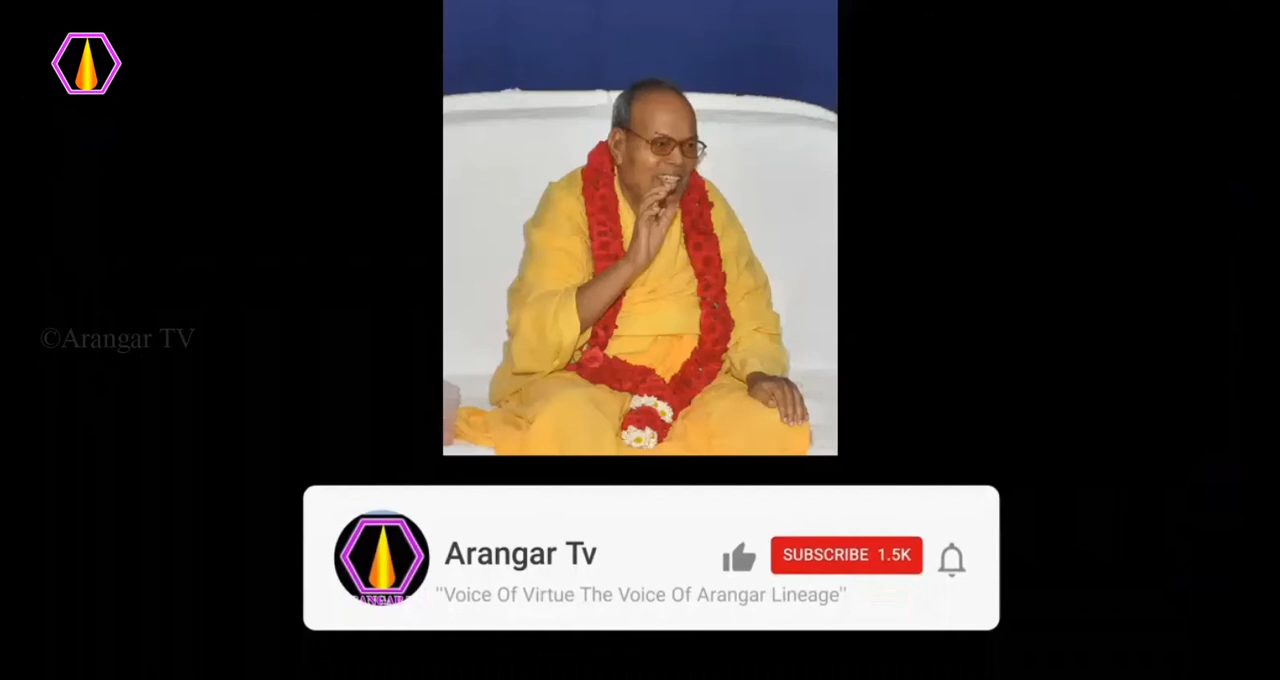 ©Arangar TV
Arangar Tv
SUBSCRIBE 1.5K
"Voice Of Virtue The Voice Of Arangar Lineage"